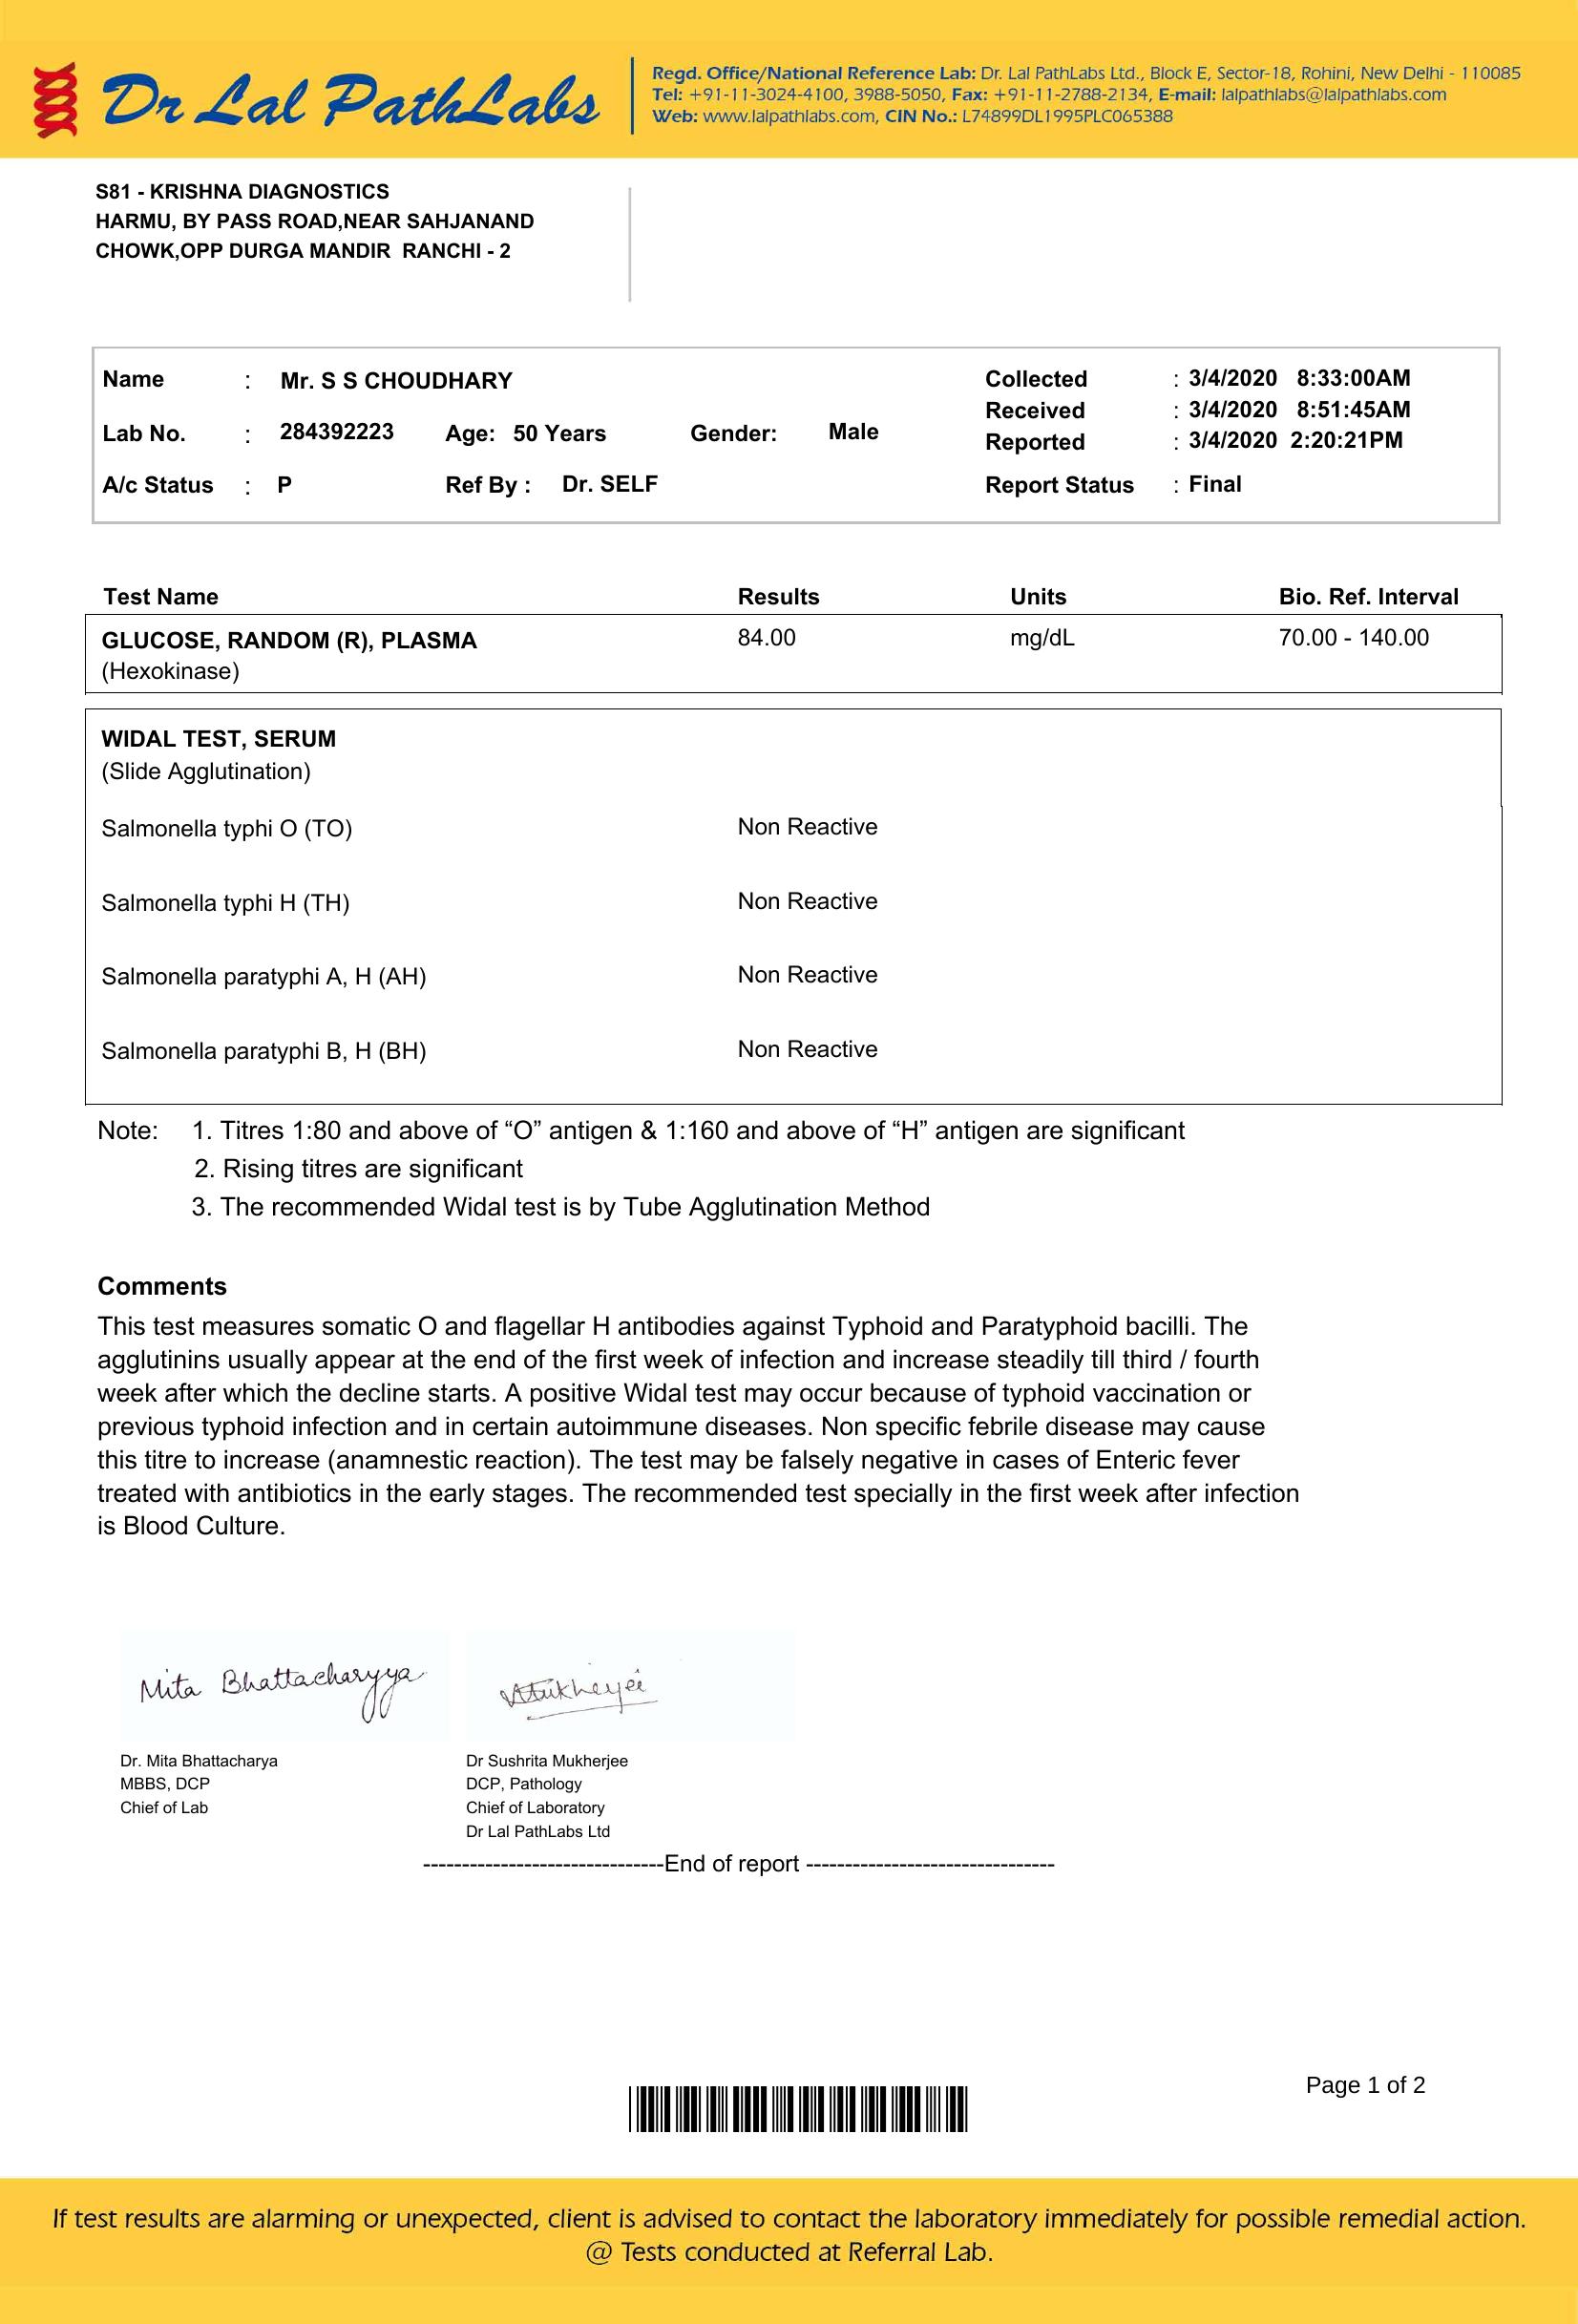 Dr Lal PathLabs
Regd. Office/National Reference Lab: Dr. Lal PathLabs Ltd., Block E, Sector-18, Rohini, New Delhi - 110085
Tel: +91-11-3024-4100, 3988-5050, Fax: +91-11-2788-2134, E-mail: lalpathlabs@lalpathlabs.com
Web: www.lalpathlabs.com, CIN No.: L74899DL1995PLC065388
S81 - KRISHNA DIAGNOSTICS
HARMU, BY PASS ROAD,NEAR SAHJANAND
CHOWK,OPP DURGA MANDIR RANCHI - 2
Name : Mr. S S CHOUDHARY Collected : 3/4/2020 8:33:00AM
Received : 3/4/2020 8:51:45AM
Lab No. : 284392223 Age: 50 Years Gender: Male Reported : 3/4/2020 2:20:21PM
A/c Status : P Ref By : Dr. SELF Report Status : Final
Test Name Results Units Bio. Ref. Interval
GLUCOSE, RANDOM (R), PLASMA 84.00 mg/dL 70.00 - 140.00
(Hexokinase)
WIDAL TEST, SERUM
(Slide Agglutination)
Salmonella typhi O (TO) Non Reactive
Salmonella typhi H (TH) Non Reactive
Salmonella paratyphi A, H (AH) Non Reactive
Salmonella paratyphi B, H (BH) Non Reactive
Note: 1. Titres 1:80 and above of “O” antigen & 1:160 and above of “H” antigen are significant
2. Rising titres are significant
3. The recommended Widal test is by Tube Agglutination Method
Comments
This test measures somatic O and flagellar H antibodies against Typhoid and Paratyphoid bacilli. The
agglutinins usually appear at the end of the first week of infection and increase steadily till third / fourth
week after which the decline starts. A positive Widal test may occur because of typhoid vaccination or
previous typhoid infection and in certain autoimmune diseases. Non specific febrile disease may cause
this titre to increase (anamnestic reaction). The test may be falsely negative in cases of Enteric fever
treated with antibiotics in the early stages. The recommended test specially in the first week after infection
is Blood Culture.
Mita Bhattacharyya Mukherjee
Dr. Mita Bhattacharya Dr Sushrita Mukherjee
MBBS, DCP DCP, Pathology
Chief of Lab Chief of Laboratory
Dr Lal PathLabs Ltd
-------------------------------End of report --------------------------------
Page 1 of 2
If test results are alarming or unexpected, client is advised to contact the laboratory immediately for possible remedial action.
@ Tests conducted at Referral Lab.